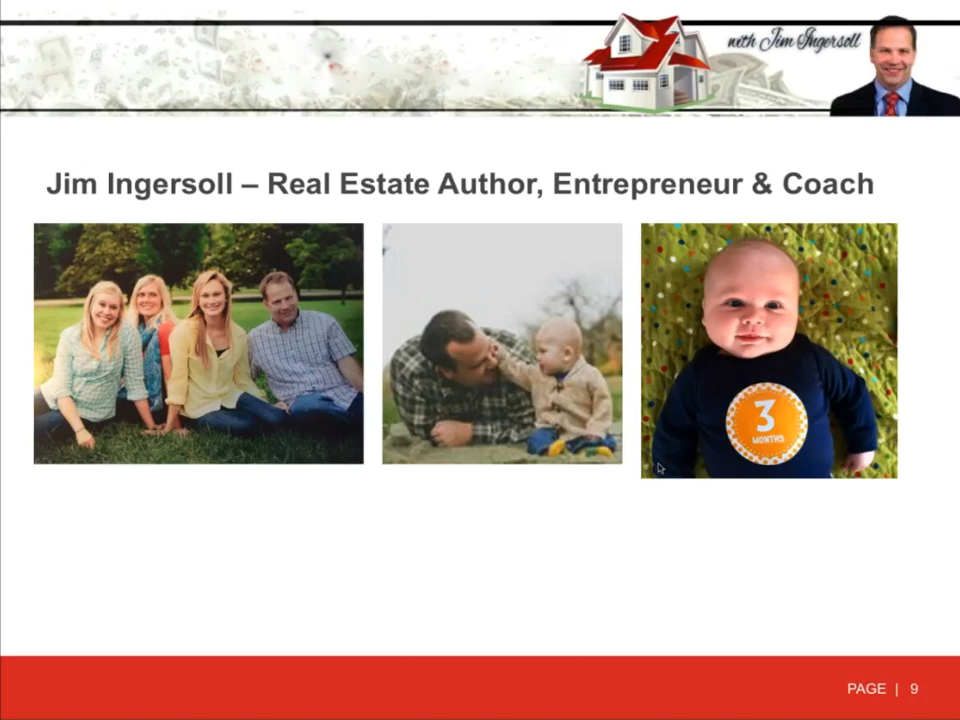 with Jim Ingersoll
Jim Ingersoll – Real Estate Author, Entrepreneur & Coach
3
MONTHS
PAGE | 9